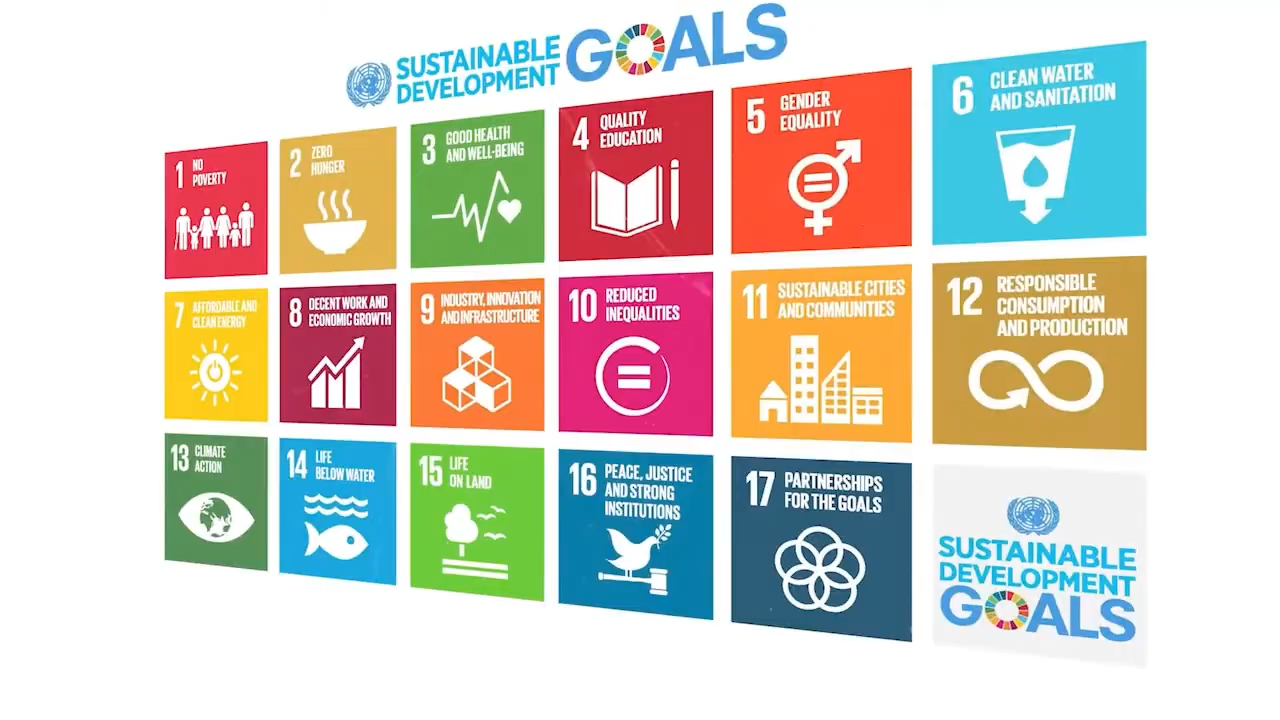 SUSTAINABLE
DEVELOPMENT
GOALS
1 NO
POVERTY
2 ZERO
HUNGER
3 GOOD HEALTH
AND WELL-BEING
4 QUALITY
EDUCATION
5 GENDER
EQUALITY
6 CLEAN WATER
AND SANITATION
7 AFFORDABLE AND
CLEAN ENERGY
8 DECENT WORK AND
ECONOMIC GROWTH
9 INDUSTRY, INNOVATION
AND INFRASTRUCTURE
10 REDUCED
INEQUALITIES
11 SUSTAINABLE CITIES
AND COMMUNITIES
12 RESPONSIBLE
CONSUMPTION
AND PRODUCTION
13 CLIMATE
ACTION
14 LIFE
BELOW WATER
15 LIFE
ON LAND
16 PEACE, JUSTICE
AND STRONG
INSTITUTIONS
17 PARTNERSHIPS
FOR THE GOALS
SUSTAINABLE
DEVELOPMENT
GOALS